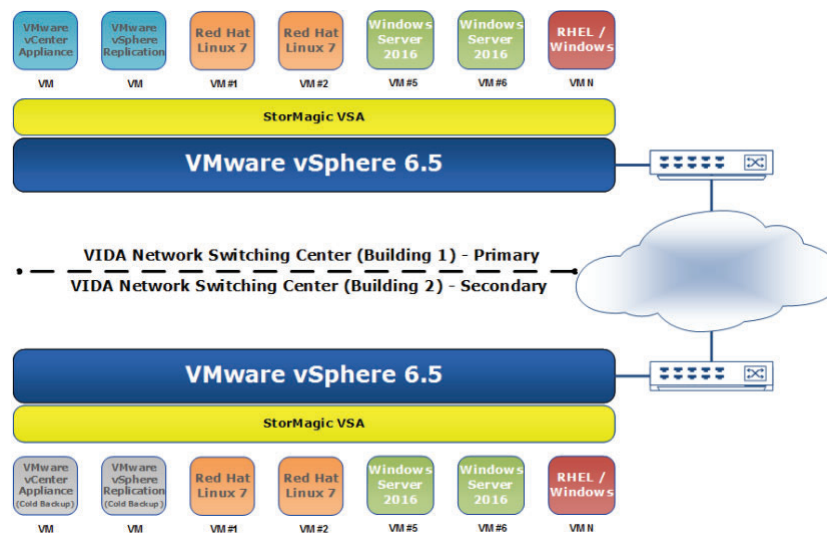 VMware vCenter Appliance
VMware vSphere Replication
Red Hat Linux 7
Red Hat Linux 7
Windows Server 2016
Windows Server 2016
RHEL / Windows
VM
VM
VM #1
VM #2
VM #5
VM #6
VM N
StorMagic VSA
VMware vSphere 6.5
VIDA Network Switching Center (Building 1) - Primary
VIDA Network Switching Center (Building 2) - Secondary
VMware vSphere 6.5
StorMagic VSA
VMware vCenter Appliance (Cold Backup)
VMware vSphere Replication (Cold Backup)
Red Hat Linux 7
Red Hat Linux 7
Windows Server 2016
Windows Server 2016
RHEL / Windows
VM
VM
VM #1
VM #2
VM #5
VM #6
VM N